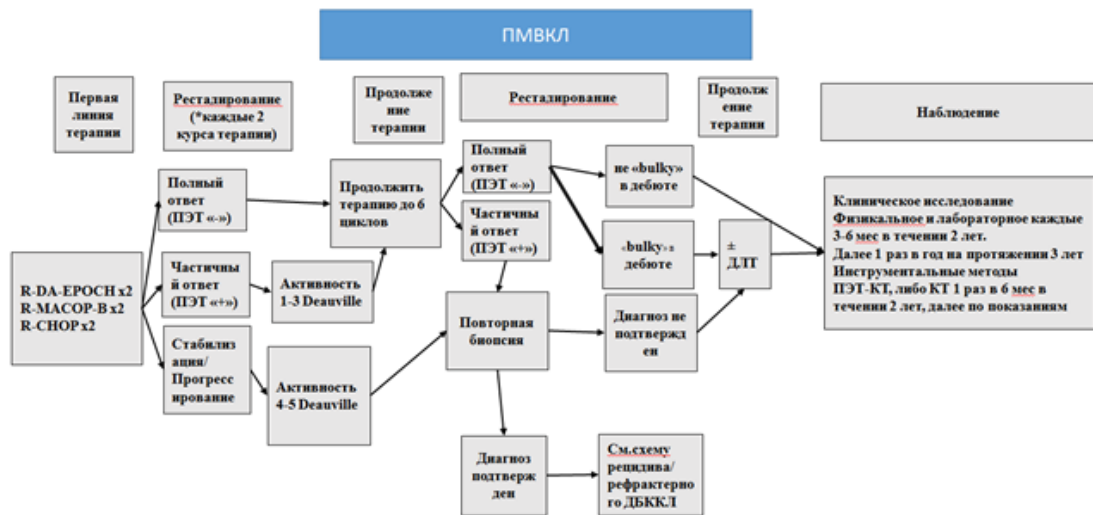 ПМВКЛ
Первая
линия
терапии
Рестадирование
(*каждые 2
курса терапии)
Продолже
ние
терапии
Рестадирование
Продолж
ение
терапии
Наблюдение
R-DA-EPOCH x2
R-MACOP-B x2
R-CHOP x2
Полный
ответ
(ПЭТ «-»)
Частичны
й ответ
(ПЭТ «+»)
Стабилиз
ация/
Прогресс
ирование
Активность
1-3 Deauville
Активность
4-5 Deauville
Продолжить
терапию до 6
циклов
Полный
ответ
(ПЭТ «-»)
Частичны
й ответ
(ПЭТ «+»)
Повторная
биопсия
Диагноз
подтверж
ден
не «bulky»
в дебюте
«bulky» в
дебюте
Диагноз не
подтвержд
ен
См.схему
рецидива/
рефрактерно
го ДБККЛ
±
ДЛТ
Клиническое исследование
Физикальное и лабораторное каждые
3-6 мес в течении 2 лет.
Далее 1 раз в год на протяжении 3 лет
Инструментальные методы
ПЭТ-КТ, либо КТ 1 раз в 6 мес в
течении 2 лет, далее по показаниям